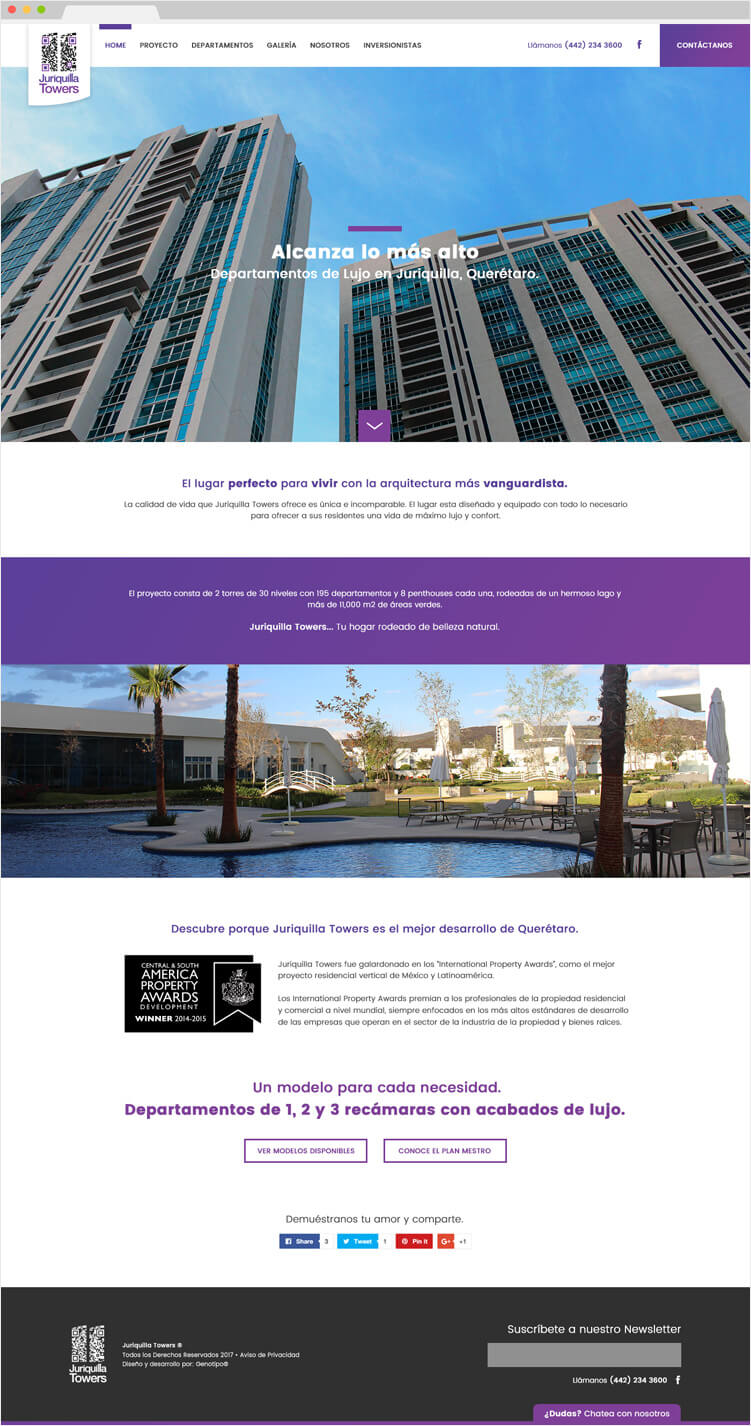 Juriquilla
Towers
HOME PROYECTO DEPARTAMENTOS GALERÍA NOSOTROS INVERSIONISTAS
Llámanos (442) 234 3600
f
CONTÁCTANOS
Alcanza lo más alto
Departamentos de Lujo en Juriquilla, Querétaro.
El lugar perfecto para vivir con la arquitectura más vanguardista.
La calidad de vida que Juriquilla Towers ofrece es única e incomparable. El lugar esta diseñado y equipado con todo lo necesario
para ofrecer a sus residentes una vida de máximo lujo y confort.
El proyecto consta de 2 torres de 30 niveles con 195 departamentos y 8 penthouses cada una, rodeadas de un hermoso lago y
más de 11,000 m2 de áreas verdes.
Juriquilla Towers... Tu hogar rodeado de belleza natural.
Descubre porque Juriquilla Towers es el mejor desarrollo de Querétaro.
CENTRAL & SOUTH
AMERICA
PROPERTY
AWARDS
DEVELOPMENT
WINNER 2014-2015
Juriquilla Towers fue galardonado en los "International Property Awards", como el mejor
proyecto residencial vertical de México y Latinoamérica.
Los International Property Awards premian a los profesionales de la propiedad residencial
y comercial a nivel mundial, siempre enfocados en los más altos estándares de desarrollo
de las empresas que operan en el sector de la industria de la propiedad y bienes raíces.
Un modelo para cada necesidad.
Departamentos de 1, 2 y 3 recámaras con acabados de lujo.
VER MODELOS DISPONIBLES
CONOCE EL PLAN MESTRO
Demuéstranos tu amor y comparte.
Share 3 Tweet 1 Pin it G+ +1
Juriquilla
Towers
Juriquilla Towers ®
Todos los Derechos Reservados 2017 • Aviso de Privacidad
Diseño y desarrollo por: Genotipo®
Suscríbete a nuestro Newsletter
Llámanos (442) 234 3600 f
¿Dudas? Chatea con nosotros